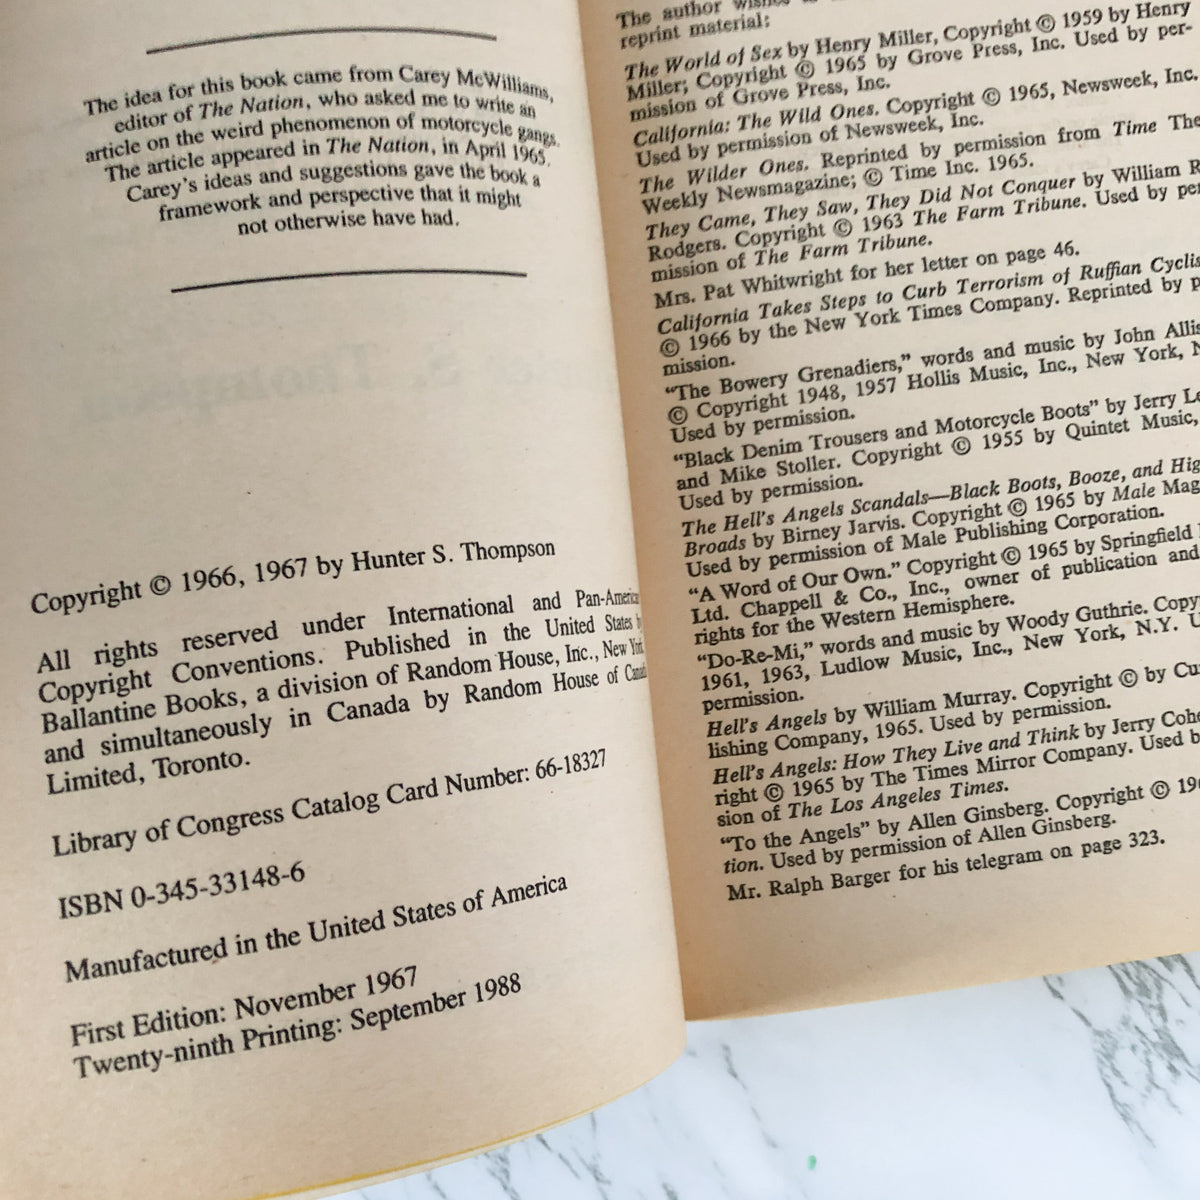 The idea for this book came from Carey McWilliams,
editor of The Nation, who asked me to write an
article on the weird phenomenon of motorcycle gangs.
The article appeared in The Nation, in April 1965.
Carey's ideas and suggestions gave the book a
framework and perspective that it might
not otherwise have had.
Copyright © 1966, 1967 by Hunter S. Thompson
All rights reserved under International and Pan-American
Copyright Conventions. Published in the United States by
Ballantine Books, a division of Random House, Inc., New York,
and simultaneously in Canada by Random House of Canada
Limited, Toronto.
Library of Congress Catalog Card Number: 66-18327
ISBN 0-345-33148-6
Manufactured in the United States of America
First Edition: November 1967
Twenty-ninth Printing: September 1988
The author wishes to
reprint material:
The World of Sex by Henry Miller, Copyright © 1959 by Henry
Miller; Copyright © 1965 by Grove Press, Inc. Used by per-
mission of Grove Press, Inc.
California: The Wild Ones. Copyright © 1965, Newsweek, Inc.
Used by permission of Newsweek, Inc.
The Wilder Ones. Reprinted by permission from Time The
Weekly Newsmagazine; © Time Inc. 1965.
They Came, They Saw, They Did Not Conquer by William R
Rodgers. Copyright © 1963 The Farm Tribune. Used by per
mission of The Farm Tribune.
Mrs. Pat Whitwright for her letter on page 46.
California Takes Steps to Curb Terrorism of Ruffian Cyclis
© 1966 by the New York Times Company. Reprinted by p
mission.
"The Bowery Grenadiers," words and music by John Allis
© Copyright 1948, 1957 Hollis Music, Inc., New York, N
Used by permission.
"Black Denim Trousers and Motorcycle Boots" by Jerry Le
and Mike Stoller. Copyright © 1955 by Quintet Music,
Used by permission.
The Hell's Angels Scandals—Black Boots, Booze, and Hig
Broads by Birney Jarvis. Copyright © 1965 by Male Mag
Used by permission of Male Publishing Corporation.
"A Word of Our Own." Copyright © 1965 by Springfield
Ltd. Chappell & Co., Inc., owner of publication and
rights for the Western Hemisphere.
"Do-Re-Mi," words and music by Woody Guthrie. Copy
1961, 1963, Ludlow Music, Inc., New York, N.Y. U
permission.
Hell's Angels by William Murray. Copyright © by Cu
lishing Company, 1965. Used by permission.
Hell's Angels: How They Live and Think by Jerry Cohe
right © 1965 by The Times Mirror Company. Used b
sion of The Los Angeles Times.
"To the Angels" by Allen Ginsberg. Copyright © 196
tion. Used by permission of Allen Ginsberg.
Mr. Ralph Barger for his telegram on page 323.